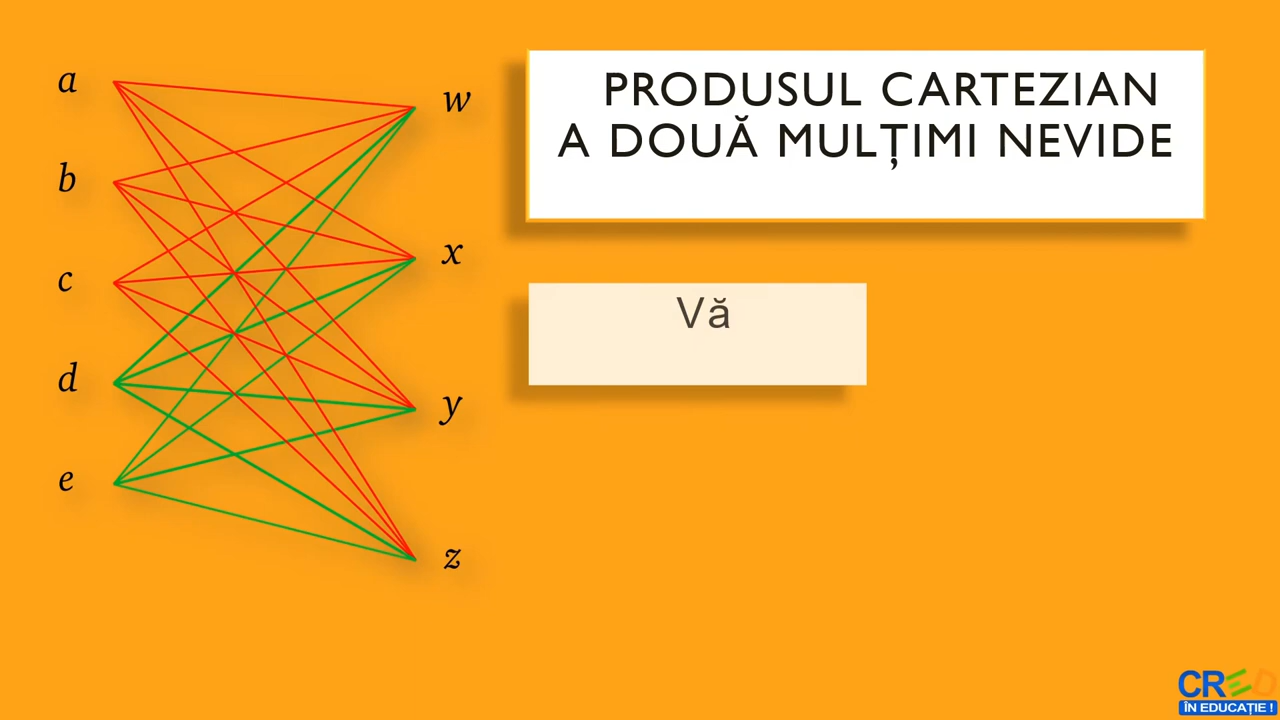 a
b
c
d
e
w
x
y
z
PRODUSUL CARTEZIAN
A DOUĂ MULȚIMI NEVIDE
Vă
CRED
ÎN EDUCAȚIE !